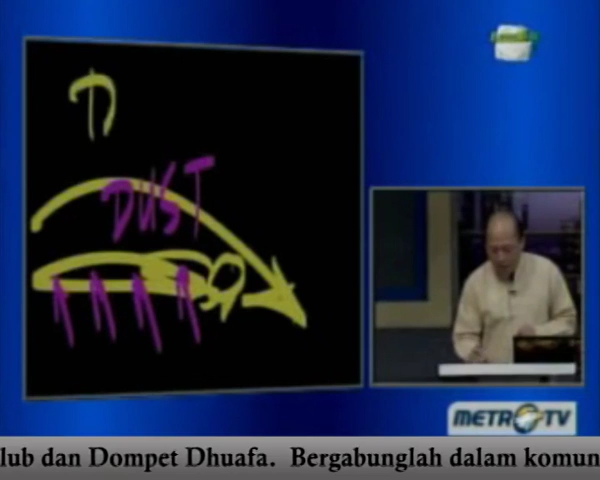 D
DUST
METRO TV
lub dan Dompet Dhuafa. Bergabunglah dalam komun